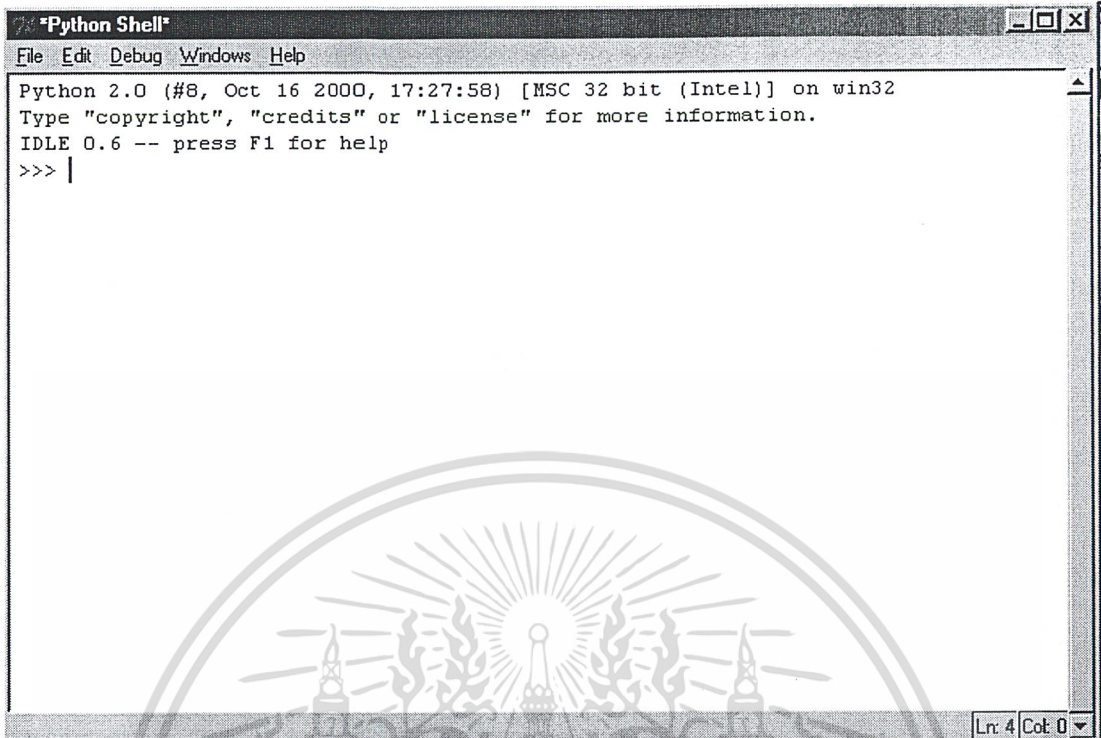 *Python Shell*
File Edit Debug Windows Help
Python 2.0 (#8, Oct 16 2000, 17:27:58) [MSC 32 bit (Intel)] on win32
Type "copyright", "credits" or "license" for more information.
IDLE 0.6 -- press F1 for help
>>>
Ln: 4 Col: 0